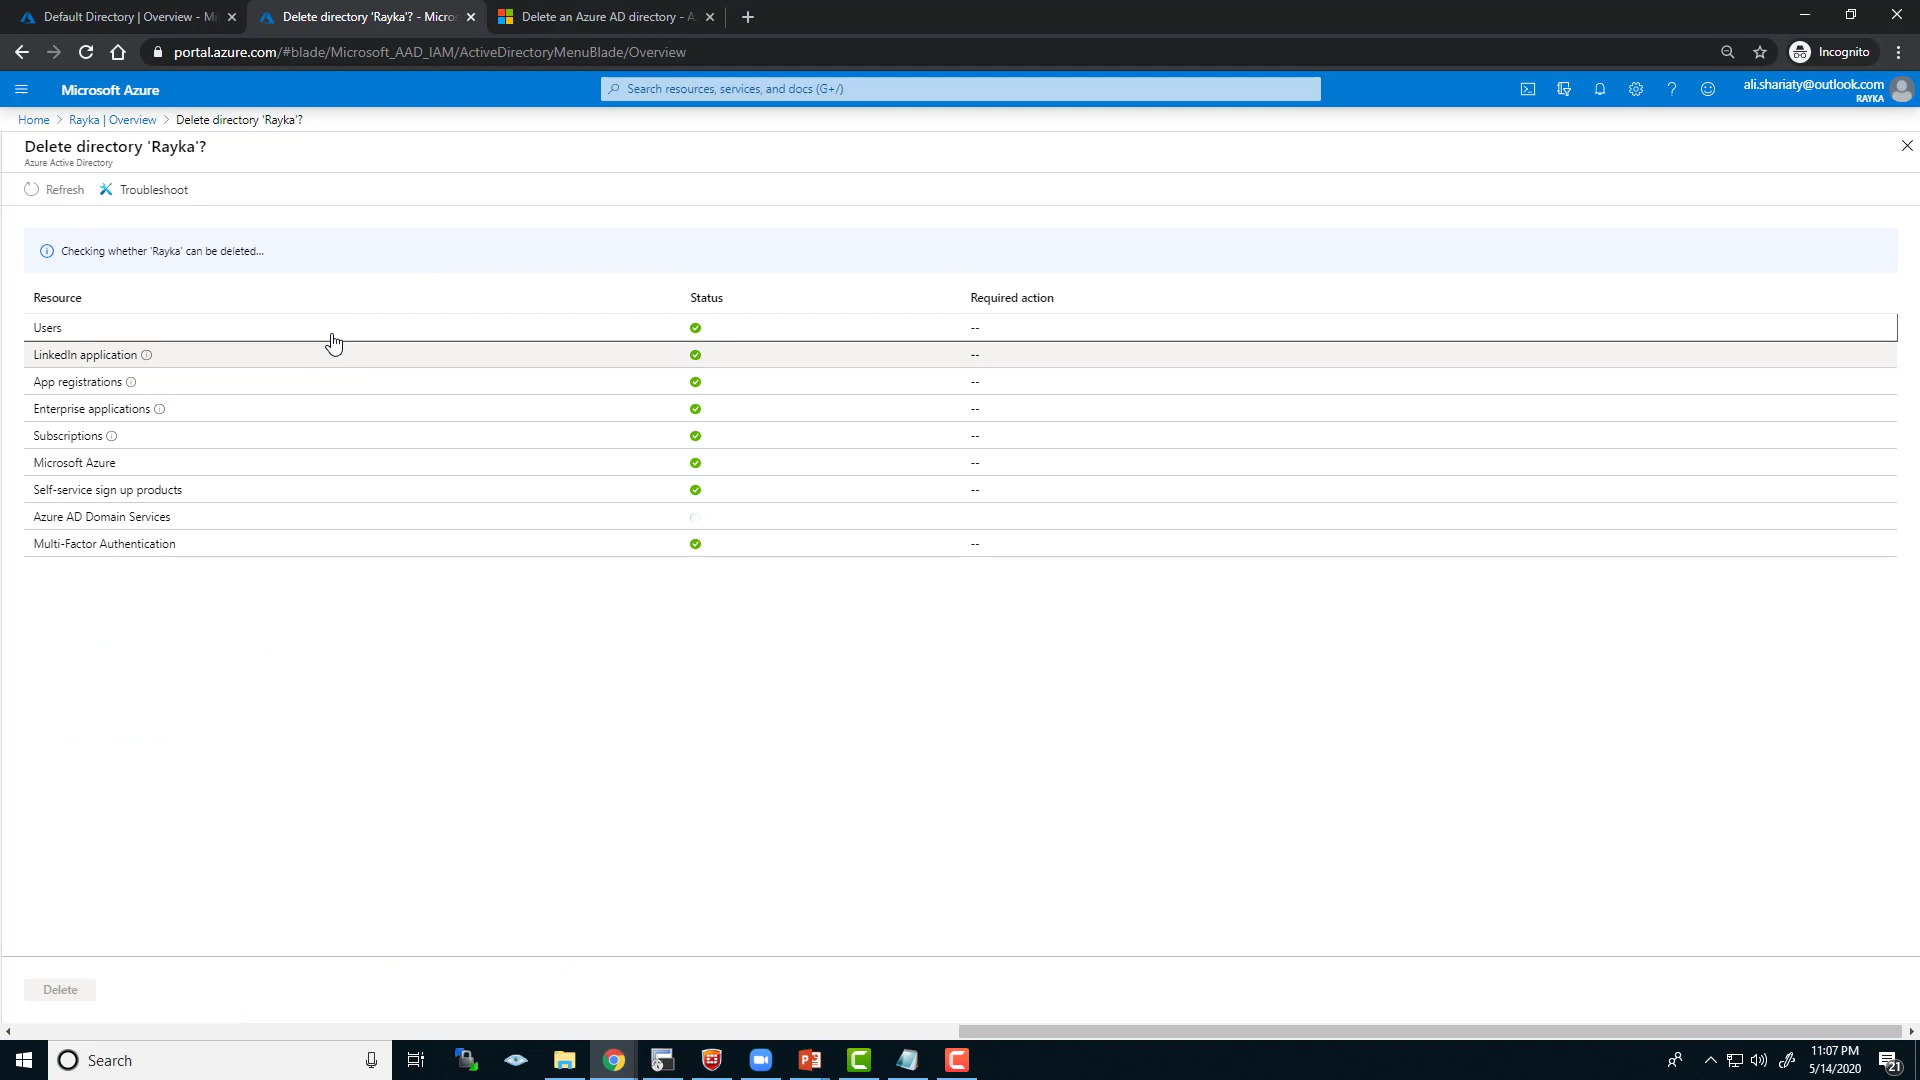 Default Directory | Overview - Mi
Delete directory 'Rayka'? - Micros
Delete an Azure AD directory - A
portal.azure.com/#blade/Microsoft_AAD_IAM/ActiveDirectoryMenuBlade/Overview
Incognito
Microsoft Azure
Search resources, services, and docs (G+/)
ali.shariaty@outlook.com
RAYKA
Home > Rayka | Overview > Delete directory 'Rayka'?
Delete directory 'Rayka'?
Azure Active Directory
Refresh Troubleshoot
Checking whether 'Rayka' can be deleted...
Resource Status Required action
Users --
LinkedIn application --
App registrations --
Enterprise applications --
Subscriptions --
Microsoft Azure --
Self-service sign up products --
Azure AD Domain Services
Multi-Factor Authentication --
Delete
Search
11:07 PM
5/14/2020
21